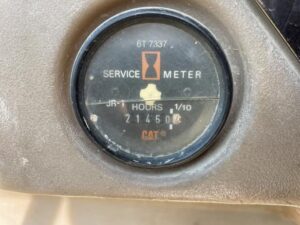 6T 7337
SERVICE METER
JR-1 HOURS 1/10
21460
CAT